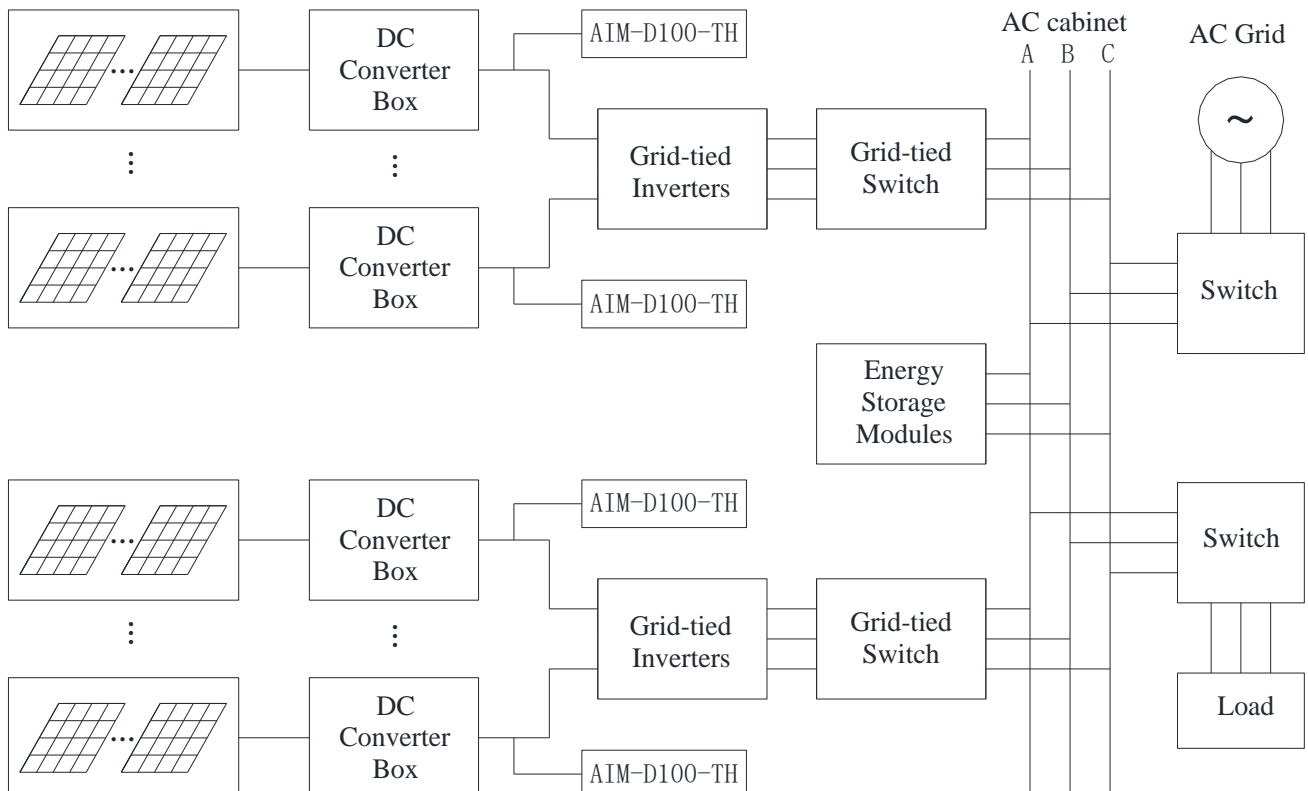 DC
Converter
Box
AIM-D100-TH
AC cabinet
A B C
AC Grid
~
Grid-tied
Inverters
Grid-tied
Switch
DC
Converter
Box
AIM-D100-TH
Switch
Energy
Storage
Modules
DC
Converter
Box
AIM-D100-TH
Switch
Grid-tied
Inverters
Grid-tied
Switch
DC
Converter
Box
AIM-D100-TH
Load